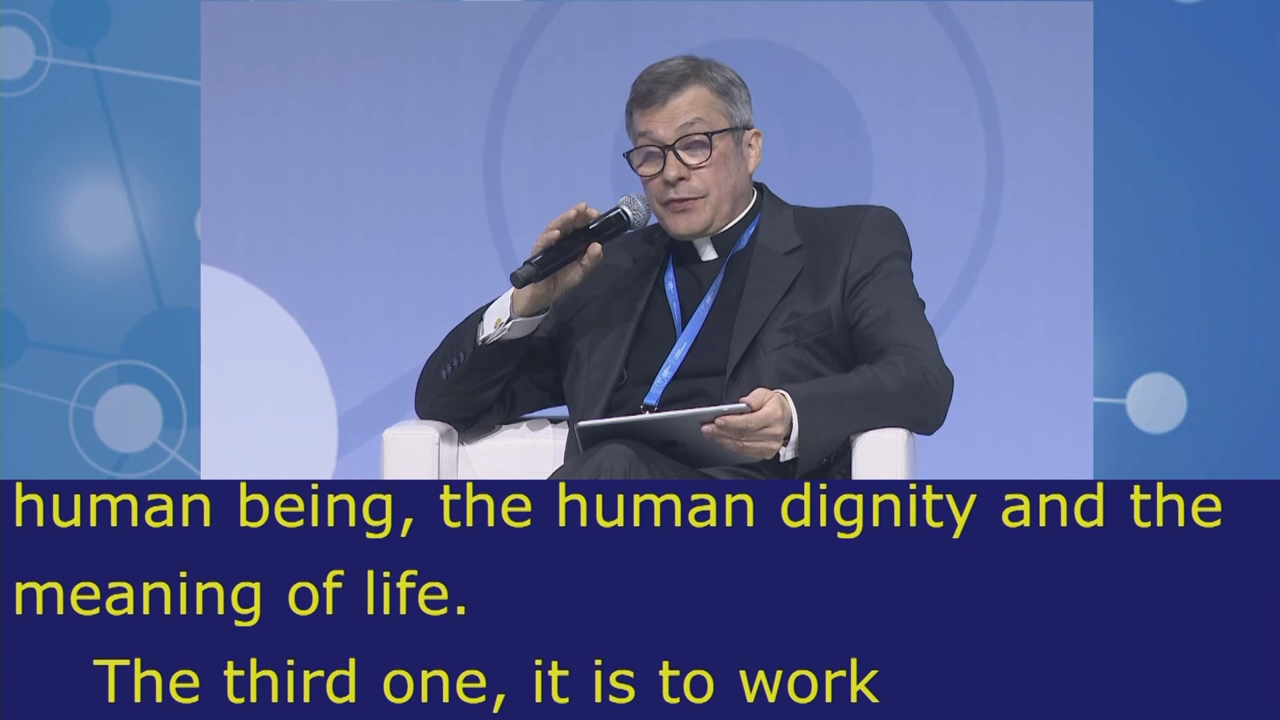 human being, the human dignity and the
meaning of life.
The third one, it is to work